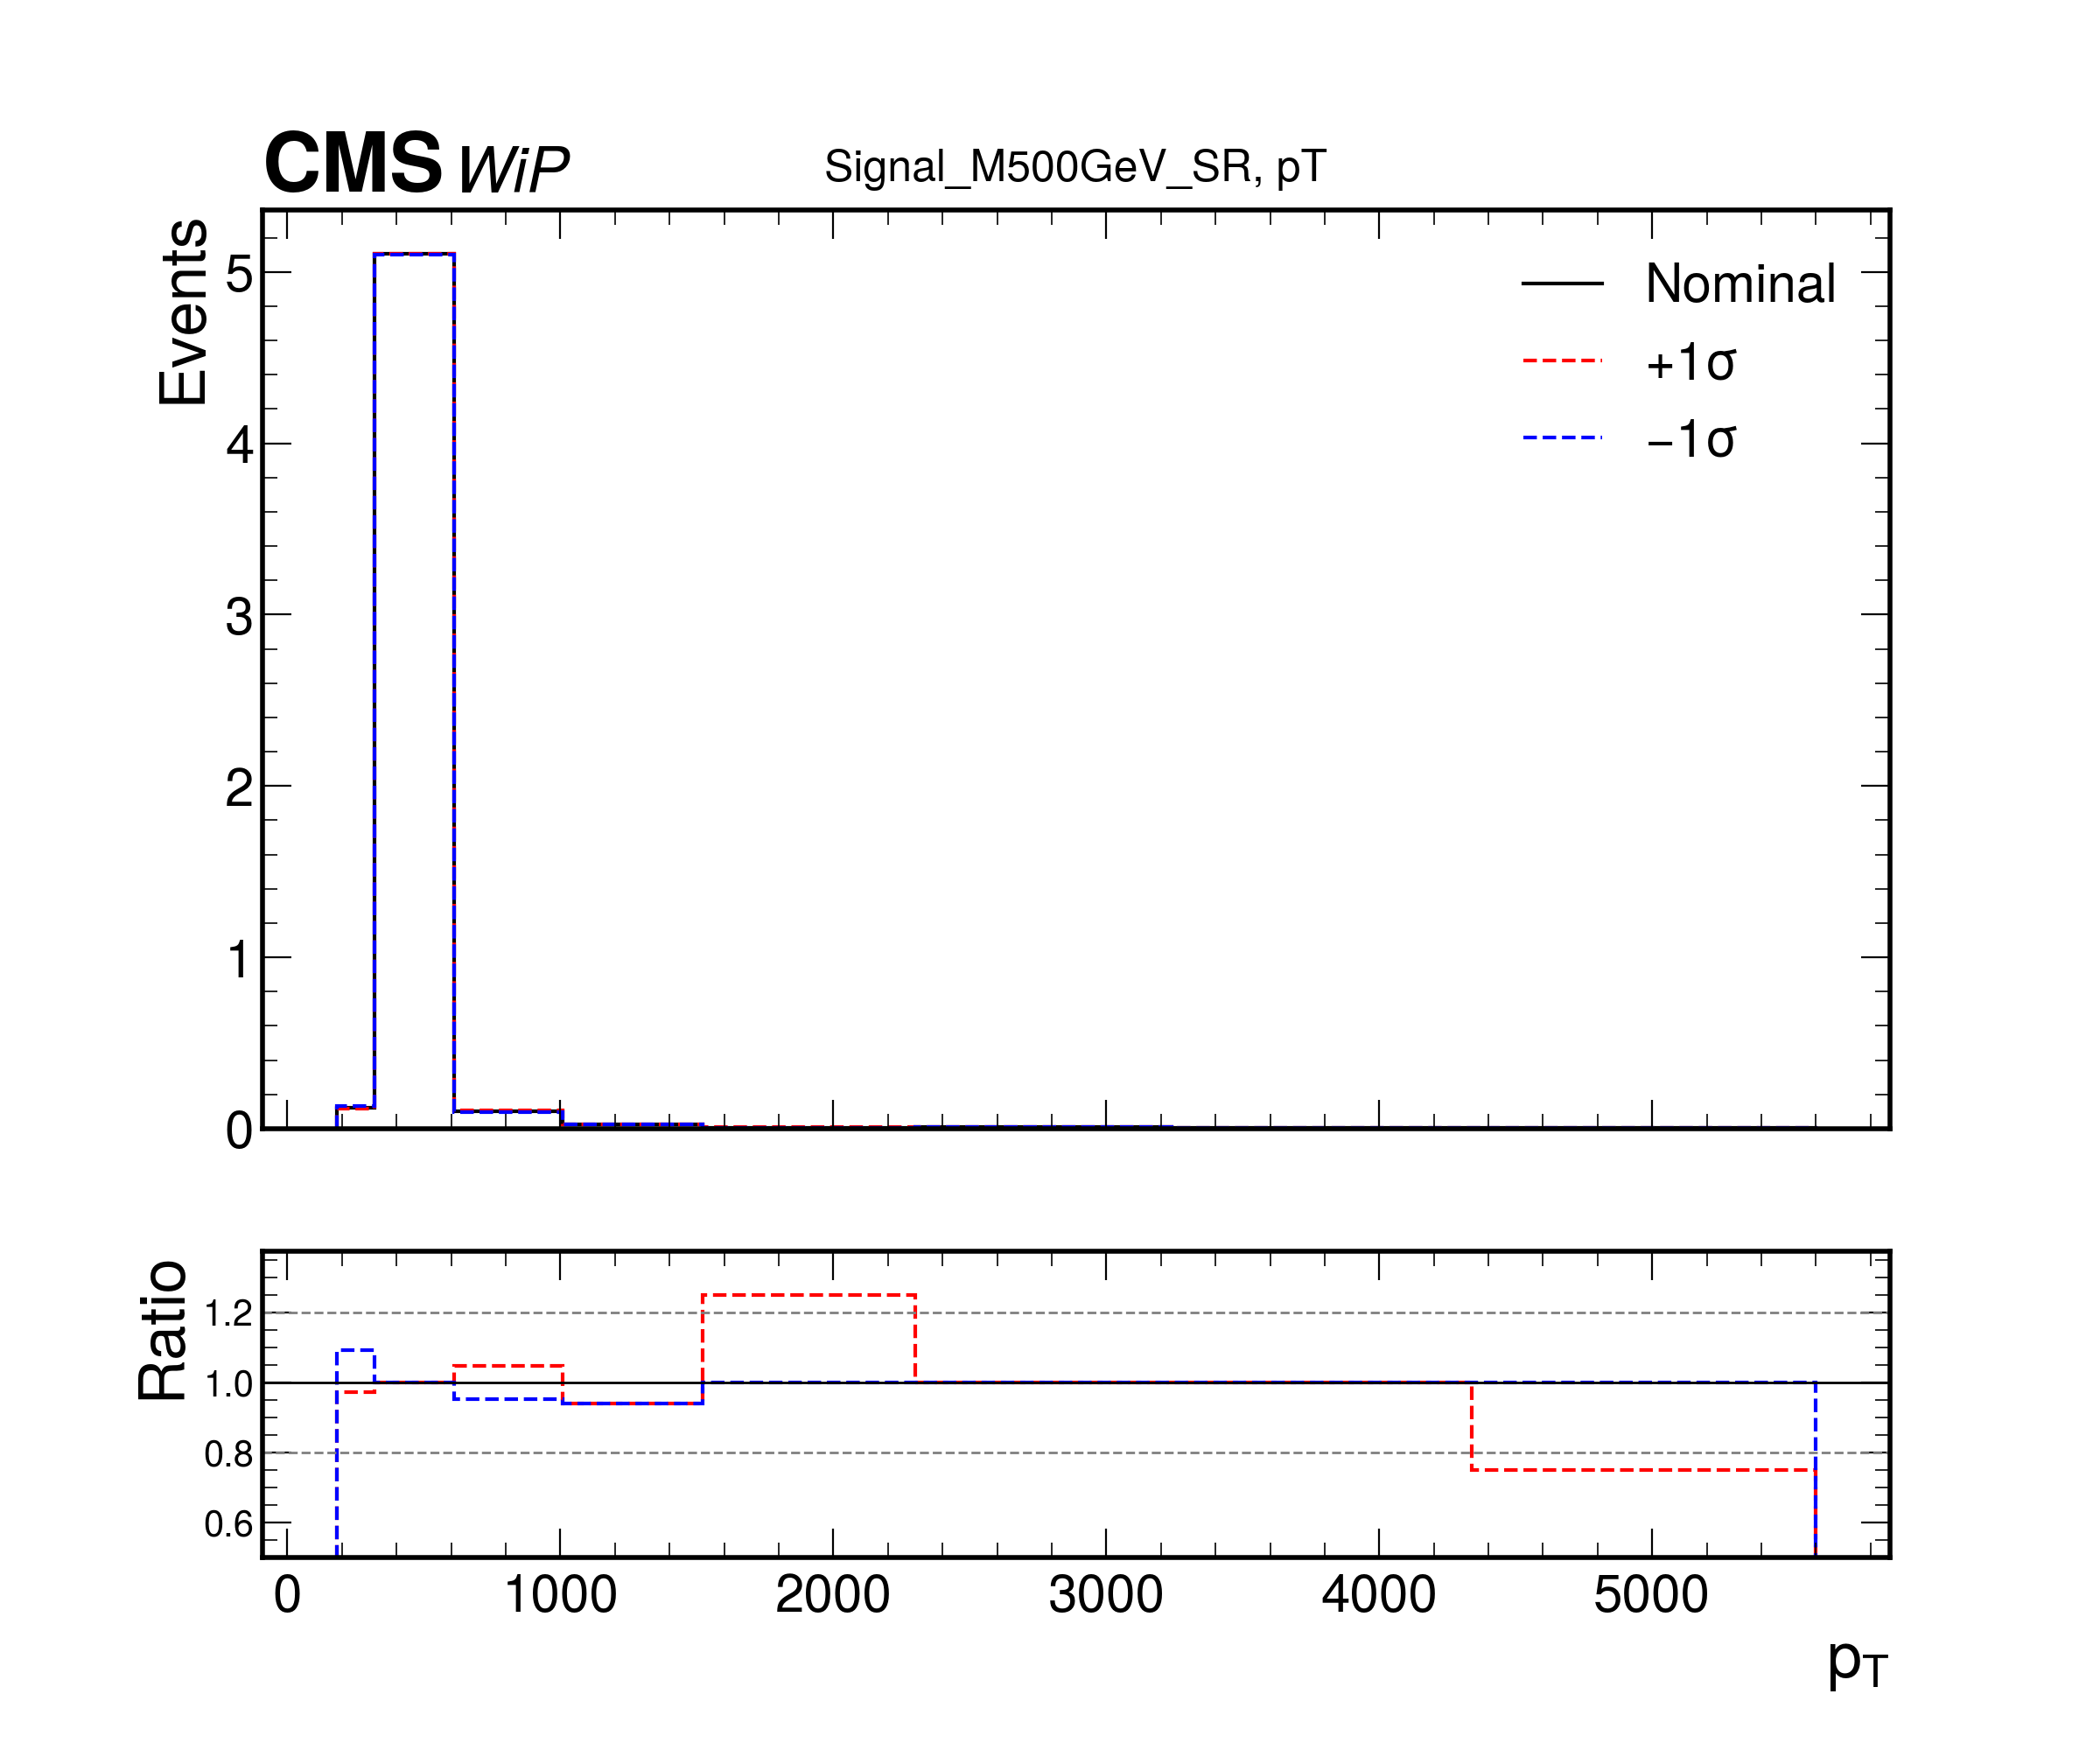 CMS WiP Signal_M500GeV_SR, pT
Events
5
4
3
2
1
0
Nominal
+1σ
−1σ
Ratio
1.2
1.0
0.8
0.6
0 1000 2000 3000 4000 5000
pT